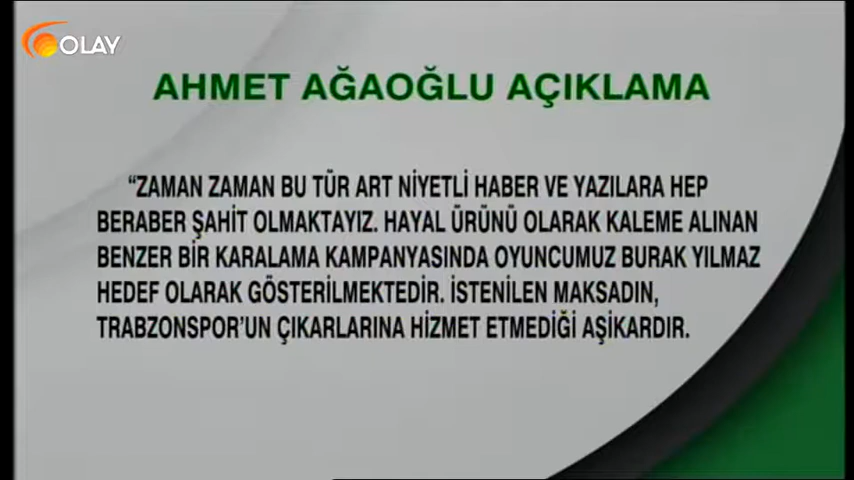 OLAY
AHMET AĞAOĞLU AÇIKLAMA
“ZAMAN ZAMAN BU TÜR ART NİYETLİ HABER VE YAZILARA HEP
BERABER ŞAHİT OLMAKTAYIZ. HAYAL ÜRÜNÜ OLARAK KALEME ALINAN
BENZER BİR KARALAMA KAMPANYASINDA OYUNCUMUZ BURAK YILMAZ
HEDEF OLARAK GÖSTERİLMEKTEDİR. İSTENİLEN MAKSADIN,
TRABZONSPOR’UN ÇIKARLARINA HİZMET ETMEDİĞİ AŞİKARDIR.